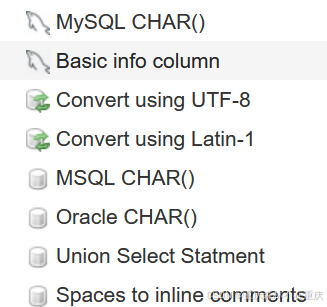 MySQL CHAR()
Basic info column
Convert using UTF-8
Convert using Latin-1
MSQL CHAR()
Oracle CHAR()
Union Select Statment
Spaces to inline comments